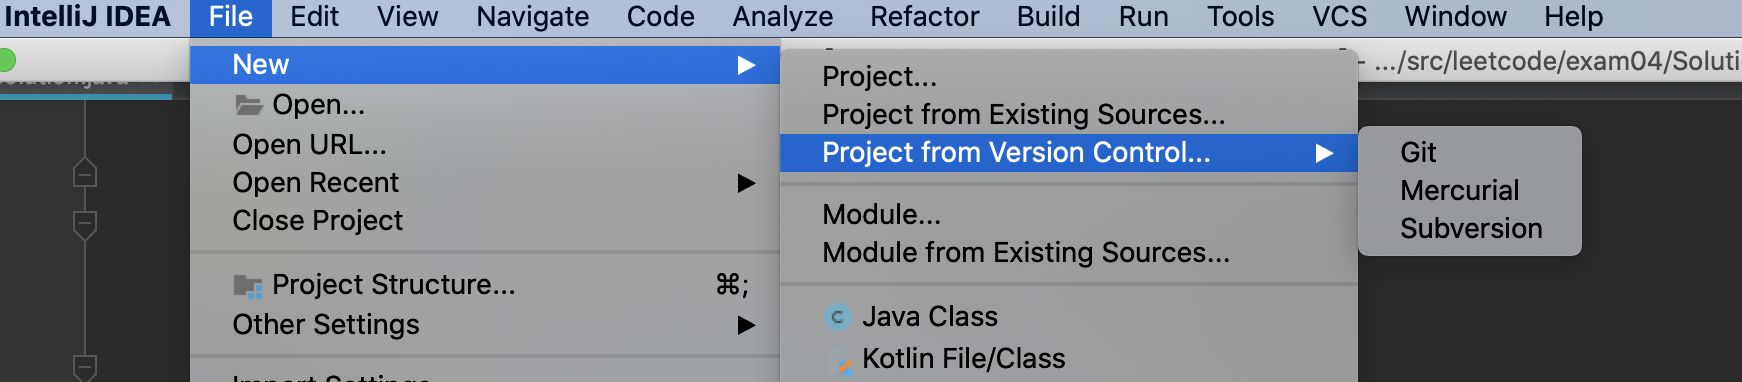 IntelliJ IDEA File Edit View Navigate Code Analyze Refactor Build Run Tools VCS Window Help
– .../src/leetcode/exam04/Soluti
New
Open...
Open URL...
Open Recent
Close Project
Project Structure... ⌘;
Other Settings
Import Settings
Project...
Project from Existing Sources...
Project from Version Control...
Module...
Module from Existing Sources...
C Java Class
Kotlin File/Class
Git
Mercurial
Subversion